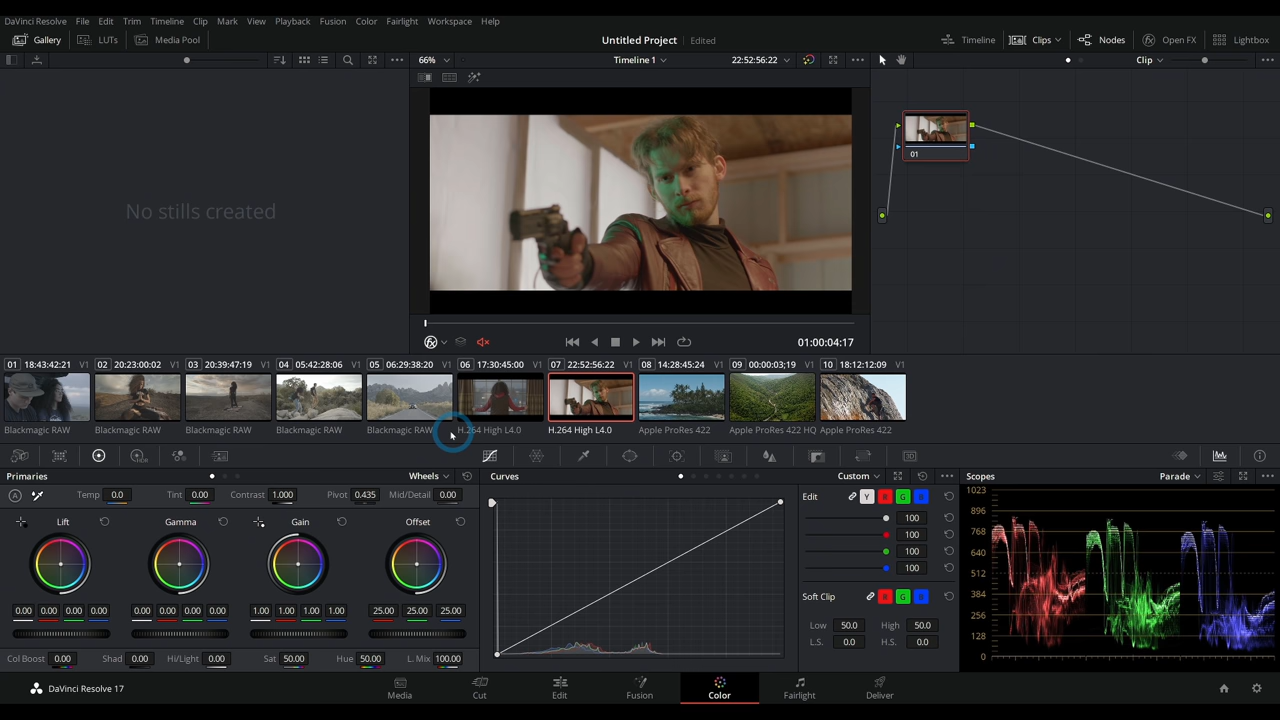 DaVinci Resolve File Edit Trim Timeline Clip Mark View Playback Fusion Color Fairlight Workspace Help
Gallery LUTs Media Pool Untitled Project Edited Timeline Clips Nodes Open FX Lightbox
66% Timeline 1 22:52:56:22 Clip
No stills created
01
01:00:04:17
01 18:43:42:21 V1 02 20:23:00:02 V1 03 20:39:47:19 V1 04 05:42:28:06 V1 05 06:29:38:20 V1 06 17:30:45:00 V1 07 22:52:56:22 V1 08 14:28:45:24 V1 09 00:00:03;19 V1 10 18:12:12:09 V1
Blackmagic RAW Blackmagic RAW Blackmagic RAW Blackmagic RAW Blackmagic RAW H.264 High L4.0 H.264 High L4.0 Apple ProRes 422 Apple ProRes 422 HQ Apple ProRes 422
Primaries Wheels Curves Custom Scopes Parade
Temp 0.0 Tint 0.00 Contrast 1.000 Pivot 0.435 Mid/Detail 0.00
Edit Y R G B
Lift Gamma Gain Offset
100
100
100
100
0.00 0.00 0.00 0.00 0.00 0.00 0.00 0.00 1.00 1.00 1.00 1.00 25.00 25.00 25.00
Soft Clip R G B
Low 50.0 High 50.0
L.S. 0.0 H.S. 0.0
Col Boost 0.00 Shad 0.00 Hi/Light 0.00 Sat 50.00 Hue 50.00 L. Mix 100.00
1023
896
768
640
512
384
256
128
0
DaVinci Resolve 17 Media Cut Edit Fusion Color Fairlight Deliver